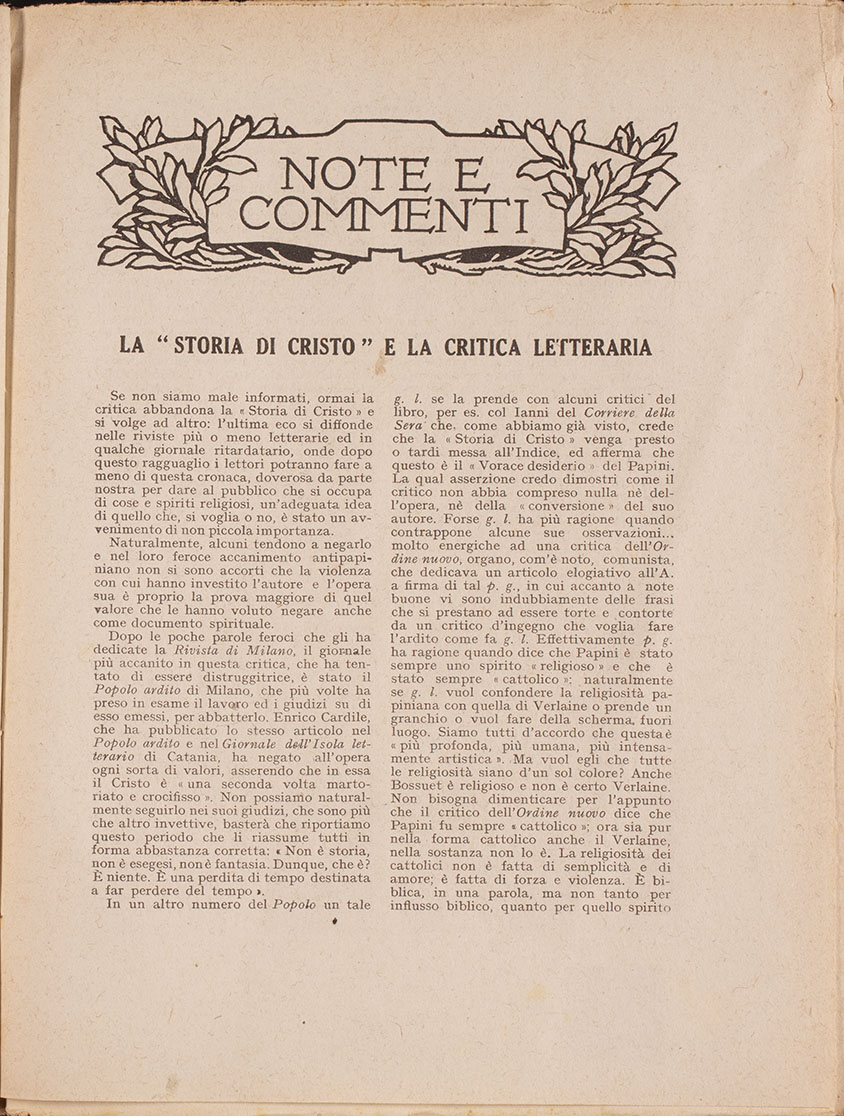 NOTE E
COMMENTI
LA “ STORIA DI CRISTO ” E LA CRITICA LETTERARIA
Se non siamo male informati, ormai la
critica abbandona la « Storia di Cristo » e
si volge ad altro: l'ultima eco si diffonde
nelle riviste più o meno letterarie ed in
qualche giornale ritardatario, onde dopo
questo ragguaglio i lettori potranno fare a
meno di questa cronaca, doverosa da parte
nostra per dare al pubblico che si occupa
di cose e spiriti religiosi, un'adeguata idea
di quello che, si voglia o no, è stato un av-
venimento di non piccola importanza.
Naturalmente, alcuni tendono a negarlo
e nel loro feroce accanimento antipapi-
niano non si sono accorti che la violenza
con cui hanno investito l'autore e l'opera
sua è proprio la prova maggiore di quel
valore che le hanno voluto negare anche
come documento spirituale.
Dopo le poche parole feroci che gli ha
dedicate la Rivista di Milano, il giornale
più accanito in questa critica, che ha ten-
tato di essere distruggitrice, è stato il
Popolo ardito di Milano, che più volte ha
preso in esame il lavoro ed i giudizi su di
esso emessi, per abbatterlo. Enrico Cardile,
che ha pubblicato lo stesso articolo nel
Popolo ardito e nel Giornale dell'Isola let-
terario di Catania, ha negato all'opera
ogni sorta di valori, asserendo che in essa
il Cristo è « una seconda volta marto-
riato e crocifisso ». Non possiamo natural-
mente seguirlo nei suoi giudizi, che sono più
che altro invettive, basterà che riportiamo
questo periodo che li riassume tutti in
forma abbastanza corretta: « Non è storia,
non è esegesi, non è fantasia. Dunque, che è?
È niente. È una perdita di tempo destinata
a far perdere del tempo ».
In un altro numero del Popolo un tale
g. l. se la prende con alcuni critici del
libro, per es. col Ianni del Corriere della
Sera che, come abbiamo già visto, crede
che la « Storia di Cristo » venga presto
o tardi messa all'Indice, ed afferma che
questo è il « Vorace desiderio » del Papini.
La qual asserzione credo dimostri come il
critico non abbia compreso nulla nè del-
l'opera, nè della « conversione » del suo
autore. Forse g. l. ha più ragione quando
contrappone alcune sue osservazioni...
molto energiche ad una critica dell'Or-
dine nuovo, organo, com'è noto, comunista,
che dedicava un articolo elogiativo all'A.
a firma di tal p. g., in cui accanto a note
buone vi sono indubbiamente delle frasi
che si prestano ad essere torte e contorte
da un critico d'ingegno che voglia fare
l'ardito come fa g. l. Effettivamente p. g.
ha ragione quando dice che Papini è stato
sempre uno spirito « religioso » e che è
stato sempre « cattolico »: naturalmente
se g. l. vuol confondere la religiosità pa-
piniana con quella di Verlaine o prende un
granchio o vuol fare della scherma fuori
luogo. Siamo tutti d'accordo che questa è
« più profonda, più umana, più intensa-
mente artistica ». Ma vuol egli che tutte
le religiosità siano d'un sol colore? Anche
Bossuet è religioso e non è certo Verlaine.
Non bisogna dimenticare per l'appunto
che il critico dell'Ordine nuovo dice che
Papini fu sempre « cattolico »; ora sia pur
nella forma cattolico anche il Verlaine,
nella sostanza non lo è. La religiosità dei
cattolici non è fatta di semplicità e di
amore; è fatta di forza e violenza. È bi-
blica, in una parola, ma non tanto per
influsso biblico, quanto per quello spirito